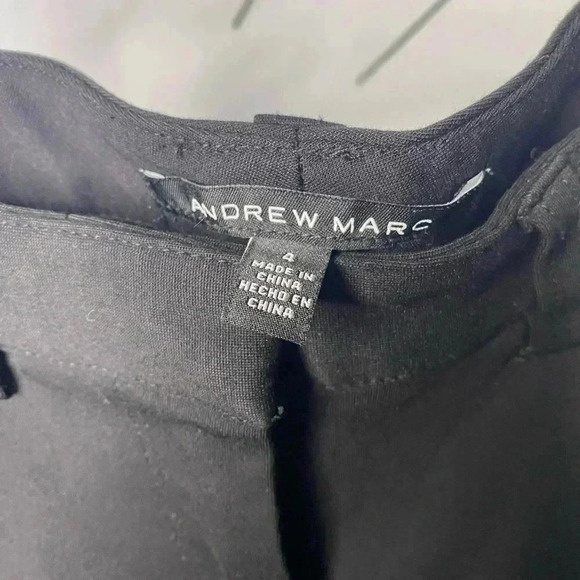 ANDREW MARC
4
MADE IN
CHINA
HECHO EN
CHINA